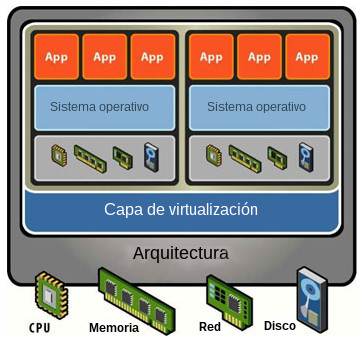 App App App App App App
Sistema operativo Sistema operativo
Capa de virtualización
Arquitectura
CPU Memoria Red Disco